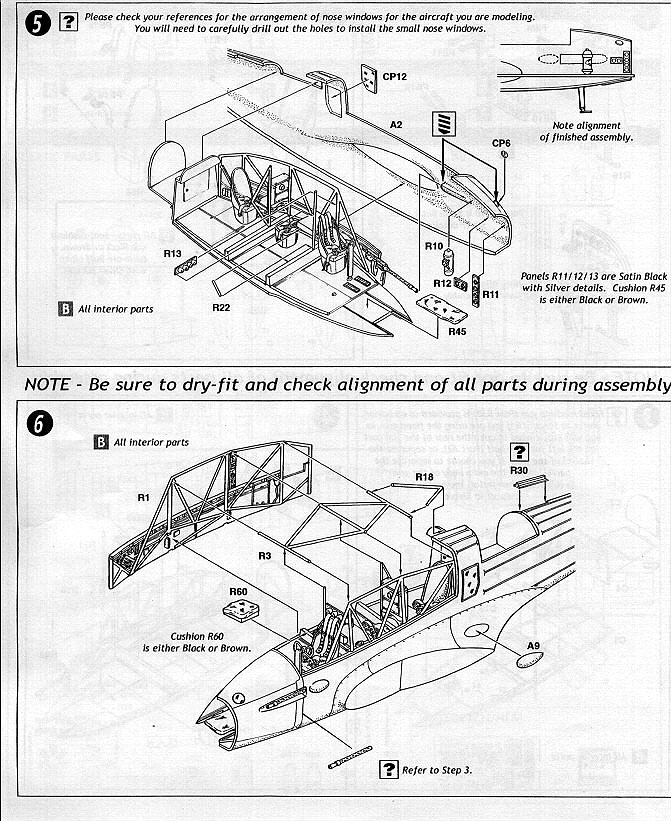 5 ? Please check your references for the arrangement of nose windows for the aircraft you are modeling.
You will need to carefully drill out the holes to install the small nose windows.
CP12
A2
CP6
Note alignment
of finished assembly.
R13
R22
R10
R12
R11
R45
Panels R11/12/13 are Satin Black
with Silver details. Cushion R45
is either Black or Brown.
B All interior parts
NOTE - Be sure to dry-fit and check alignment of all parts during assembly
6
B All interior parts
?
R30
R18
R1
R3
R60
Cushion R60
is either Black or Brown.
A9
? Refer to Step 3.